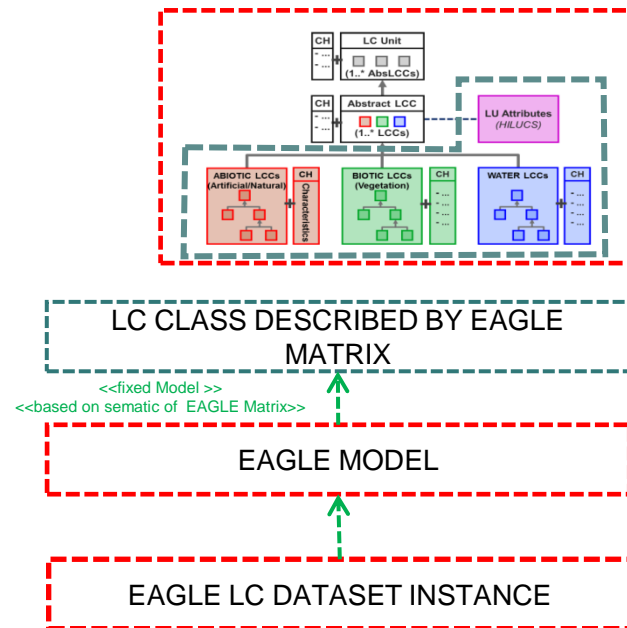 CH
- ...
- ...
LC Unit
(1..* AbsLCCs)
+
CH
- ...
- ...
Abstract LCC
(1..* LCCs)
+
LU Attributes
(HILUCS)
ABIOTIC LCCs
(Artificial/Natural)
+
CH
Characteristics
BIOTIC LCCs
(Vegetation)
+
CH
- ...
- ...
- ...
- ...
WATER LCCs
+
CH
- ...
- ...
- ...
- ...
LC CLASS DESCRIBED BY EAGLE
MATRIX
<<fixed Model >>
<<based on sematic of EAGLE Matrix>>
EAGLE MODEL
EAGLE LC DATASET INSTANCE